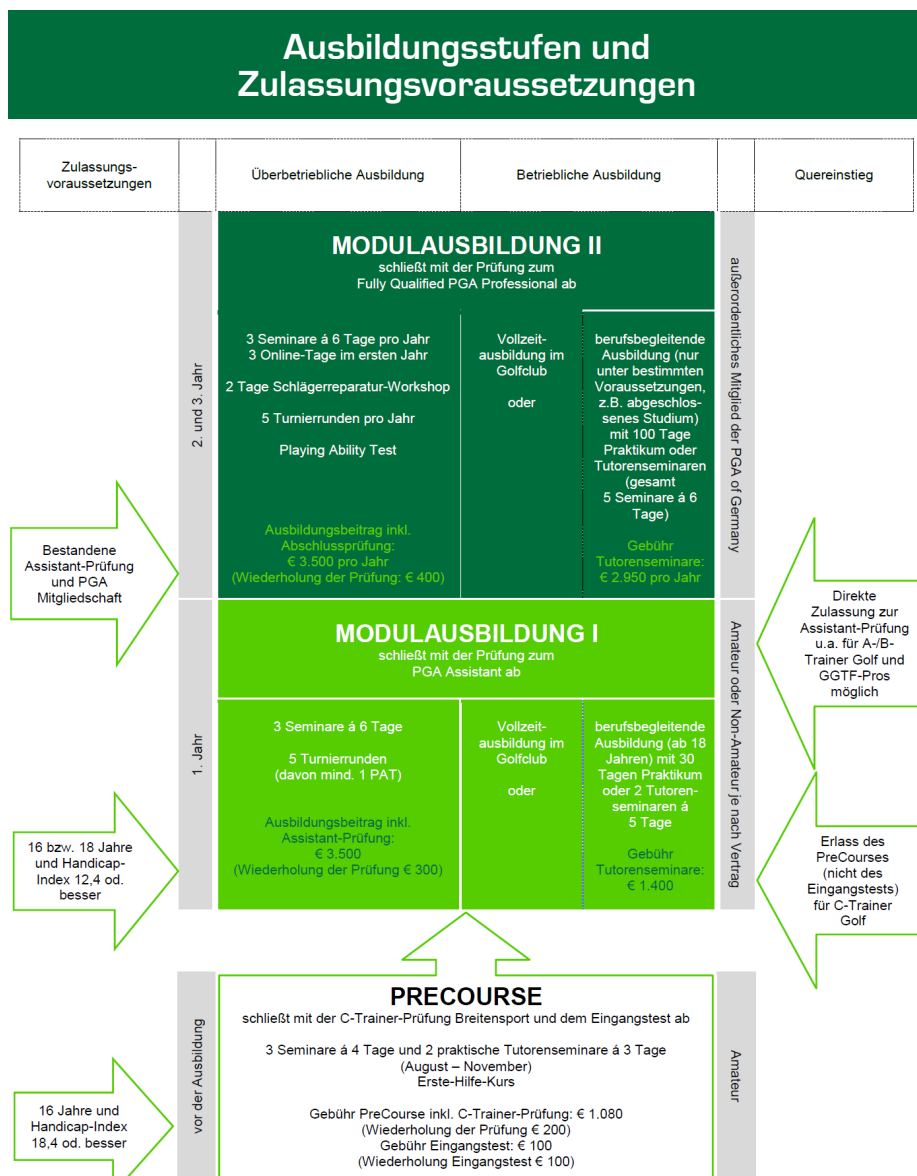 Ausbildungsstufen und
Zulassungsvoraussetzungen
Zulassungs-
voraussetzungen
Überbetriebliche Ausbildung
Betriebliche Ausbildung
Quereinstieg
2. und 3. Jahr
MODULAUSBILDUNG II
schließt mit der Prüfung zum
Fully Qualified PGA Professional ab
3 Seminare á 6 Tage pro Jahr
3 Online-Tage im ersten Jahr
2 Tage Schlägerreparatur-Workshop
5 Turnierrunden pro Jahr
Playing Ability Test
Ausbildungsbeitrag inkl.
Abschlussprüfung:
€ 3.500 pro Jahr
(Wiederholung der Prüfung: € 400)
Vollzeit-
ausbildung im
Golfclub
oder
berufsbegleitende
Ausbildung (nur
unter bestimmten
Voraussetzungen,
z.B. abgeschlos-
senes Studium)
mit 100 Tage
Praktikum oder
Tutorenseminaren
(gesamt
5 Seminare á 6
Tage)
Gebühr
Tutorenseminare:
€ 2.950 pro Jahr
außerordentliches Mitglied der PGA of Germany
Bestandene
Assistant-Prüfung
und PGA
Mitgliedschaft
Direkte
Zulassung zur
Assistant-Prüfung
u.a. für A-/B-
Trainer Golf und
GGTF-Pros
möglich
1. Jahr
MODULAUSBILDUNG I
schließt mit der Prüfung zum
PGA Assistant ab
3 Seminare á 6 Tage
5 Turnierrunden
(davon mind. 1 PAT)
Ausbildungsbeitrag inkl.
Assistant-Prüfung:
€ 3.500
(Wiederholung der Prüfung € 300)
Vollzeit-
ausbildung im
Golfclub
oder
berufsbegleitende
Ausbildung (ab 18
Jahren) mit 30
Tagen Praktikum
oder 2 Tutoren-
seminaren á
5 Tage
Gebühr
Tutorenseminare:
€ 1.400
Amateur oder Non-Amateur je nach Vertrag
16 bzw. 18 Jahre
und Handicap-
Index 12,4 od.
besser
Erlass des
PreCourses
(nicht des
Eingangstests)
für C-Trainer
Golf
vor der Ausbildung
PRECOURSE
schließt mit der C-Trainer-Prüfung Breitensport und dem Eingangstest ab
3 Seminare á 4 Tage und 2 praktische Tutorenseminare á 3 Tage
(August – November)
Erste-Hilfe-Kurs
Gebühr PreCourse inkl. C-Trainer-Prüfung: € 1.080
(Wiederholung der Prüfung € 200)
Gebühr Eingangstest: € 100
(Wiederholung Eingangstest € 100)
Amateur
16 Jahre und
Handicap-Index
18,4 od. besser